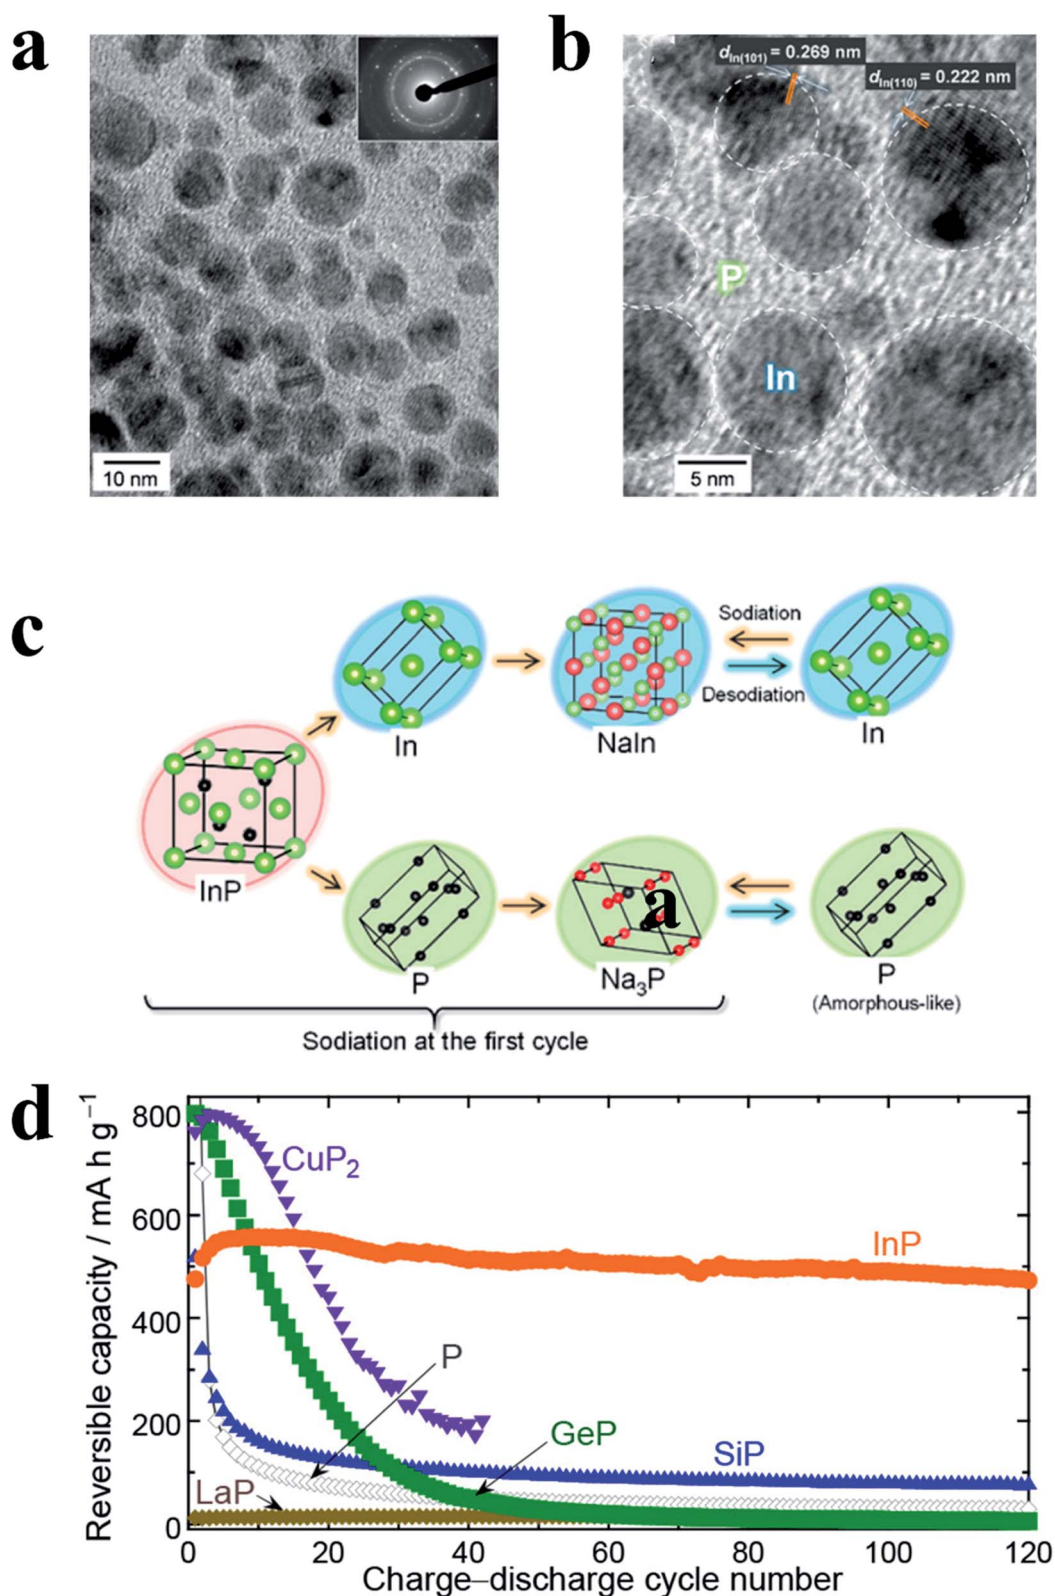 a
b
d_In(101) = 0.269 nm
d_In(110) = 0.222 nm
P
In
10 nm
5 nm
c
Sodiation
Desodiation
In
NaIn
In
InP
a
P
Na₃P
P
(Amorphous-like)
Sodiation at the first cycle
d
Reversible capacity / mA h g⁻¹
800
600
400
200
0
CuP₂
InP
P
GeP
SiP
LaP
0 20 40 60 80 100 120
Charge–discharge cycle number